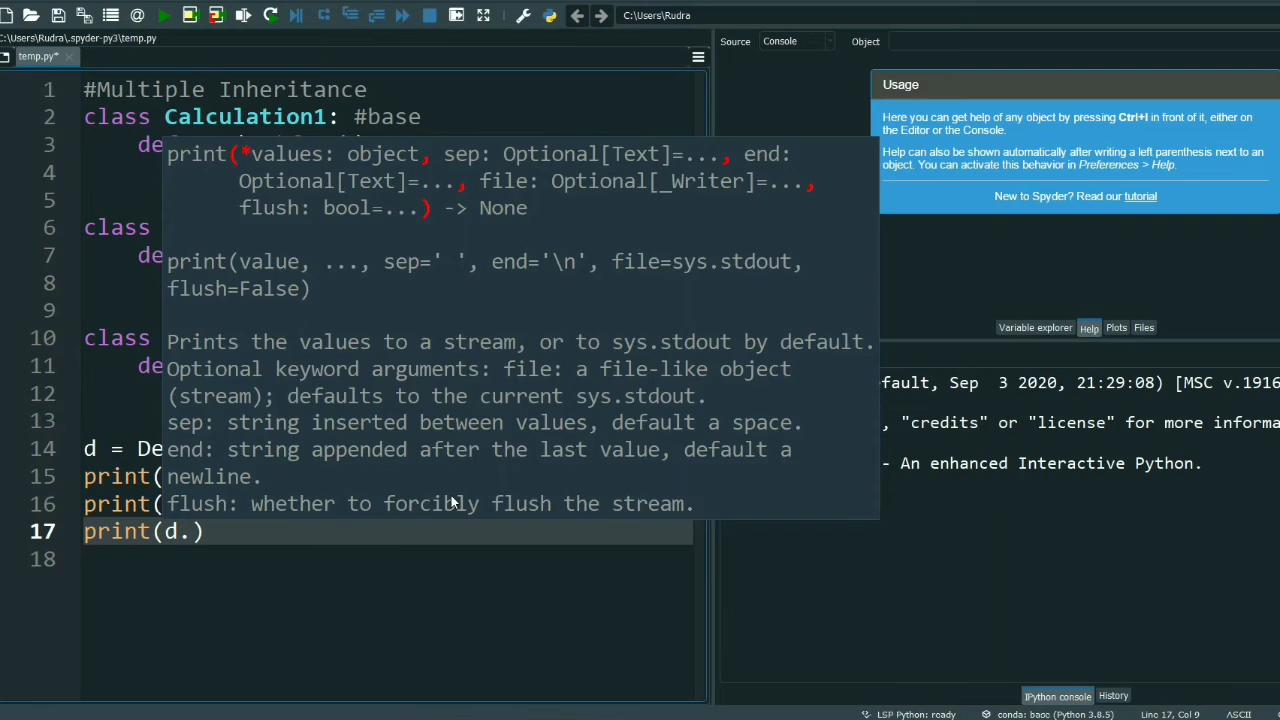 C:\Users\Rudra
C:\Users\Rudra\.spyder-py3\temp.py
temp.py*
Source Console Object
1 #Multiple Inheritance
2 class Calculation1: #base
3 de
4
5
6 class
7 de
8
9
10 class
11 de
12
13
14 d = De
15 print(
16 print(
17 print(d.)
18
print(*values: object, sep: Optional[Text]=..., end:
Optional[Text]=..., file: Optional[_Writer]=...,
flush: bool=...) -> None
print(value, ..., sep=' ', end='\n', file=sys.stdout,
flush=False)
Prints the values to a stream, or to sys.stdout by default.
Optional keyword arguments: file: a file-like object
(stream); defaults to the current sys.stdout.
sep: string inserted between values, default a space.
end: string appended after the last value, default a
newline.
flush: whether to forcibly flush the stream.
Usage
Here you can get help of any object by pressing Ctrl+I in front of it, either on
the Editor or the Console.
Help can also be shown automatically after writing a left parenthesis next to an
object. You can activate this behavior in Preferences > Help.
New to Spyder? Read our tutorial
Variable explorer Help Plots Files
efault, Sep 3 2020, 21:29:08) [MSC v.1916
, "credits" or "license" for more informa
- An enhanced Interactive Python.
IPython console History
LSP Python: ready conda: base (Python 3.8.5) Line 17, Col 9 ASCII